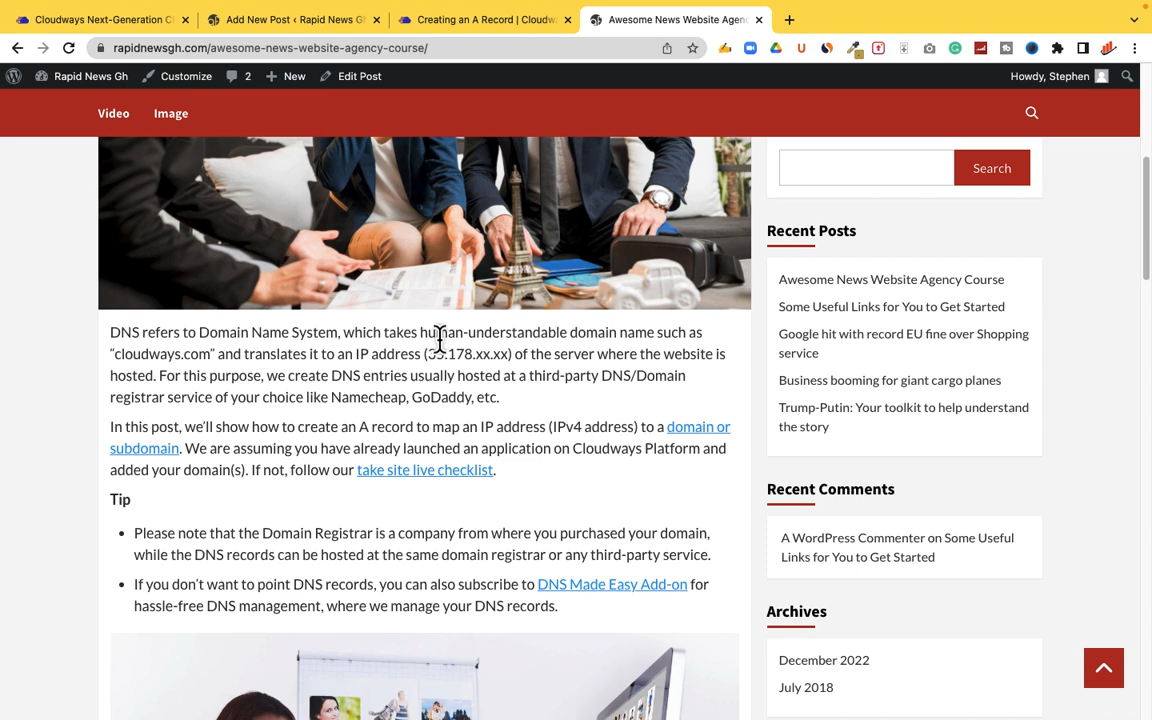 Cloudways Next-Generation Cl
Add New Post ‹ Rapid News Gh
Creating an A Record | Cloudw
Awesome News Website Agen
rapidnewsgh.com/awesome-news-website-agency-course/
Rapid News Gh
Customize
2
New
Edit Post
Howdy, Stephen
Video
Image
Search
Recent Posts
Awesome News Website Agency Course
Some Useful Links for You to Get Started
Google hit with record EU fine over Shopping
service
Business booming for giant cargo planes
Trump-Putin: Your toolkit to help understand
the story
DNS refers to Domain Name System, which takes human-understandable domain name such as
“cloudways.com” and translates it to an IP address (.178.xx.xx) of the server where the website is
hosted. For this purpose, we create DNS entries usually hosted at a third-party DNS/Domain
registrar service of your choice like Namecheap, GoDaddy, etc.
In this post, we’ll show how to create an A record to map an IP address (IPv4 address) to a domain or
subdomain. We are assuming you have already launched an application on Cloudways Platform and
added your domain(s). If not, follow our take site live checklist.
Tip
Please note that the Domain Registrar is a company from where you purchased your domain,
while the DNS records can be hosted at the same domain registrar or any third-party service.
If you don’t want to point DNS records, you can also subscribe to DNS Made Easy Add-on for
hassle-free DNS management, where we manage your DNS records.
Recent Comments
A WordPress Commenter on Some Useful
Links for You to Get Started
Archives
December 2022
July 2018